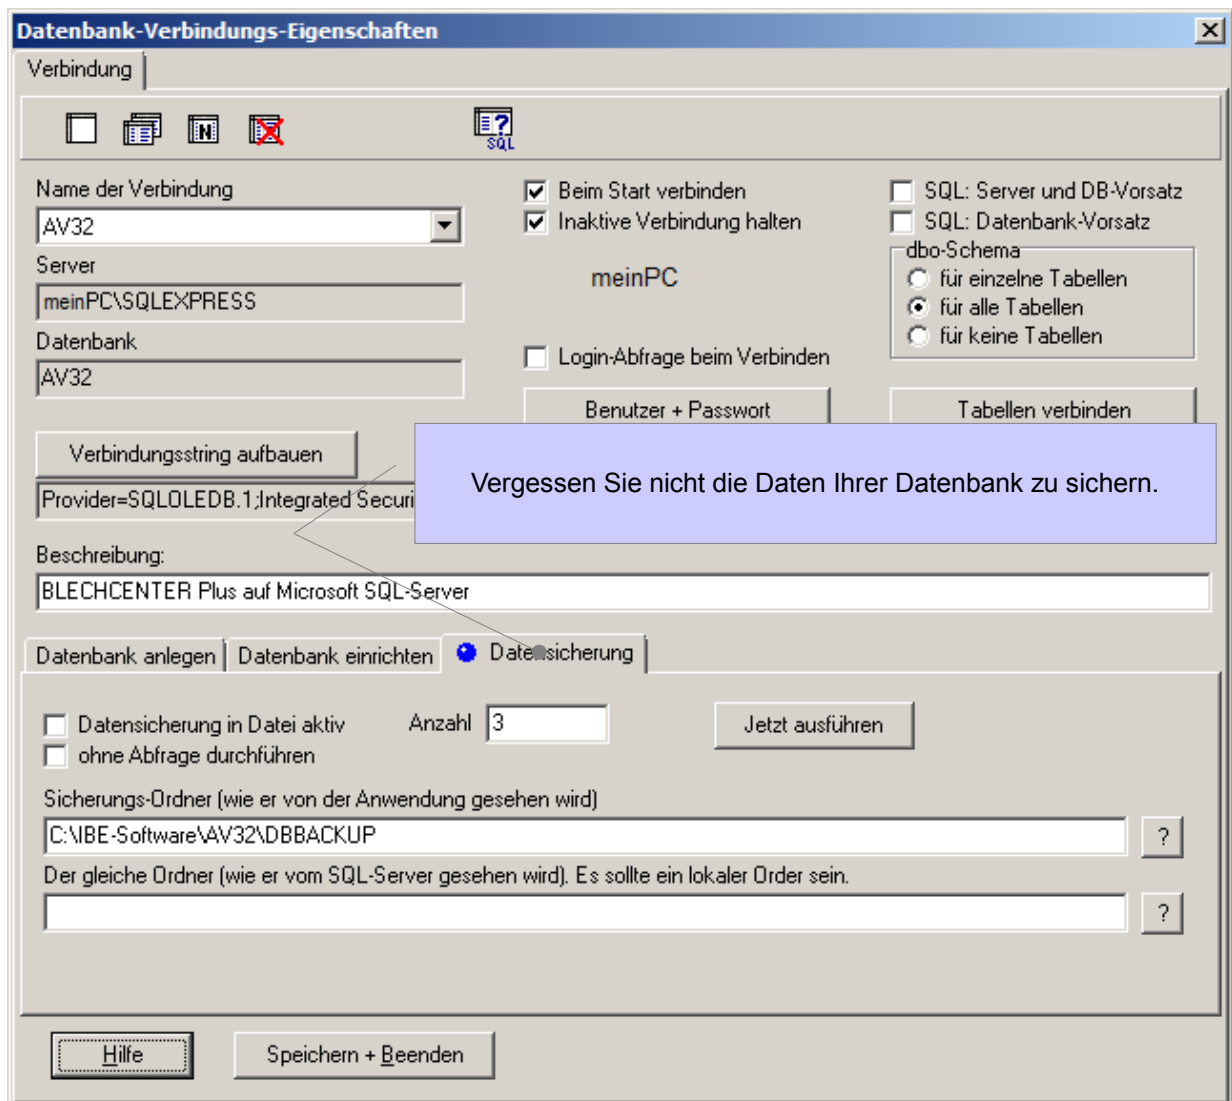 Datenbank-Verbindungs-Eigenschaften
Verbindung
N
?
SQL
Name der Verbindung
AV32
Server
meinPC\SQLEXPRESS
Datenbank
AV32
Beim Start verbinden
Inaktive Verbindung halten
meinPC
Login-Abfrage beim Verbinden
Benutzer + Passwort
SQL: Server und DB-Vorsatz
SQL: Datenbank-Vorsatz
dbo-Schema
für einzelne Tabellen
für alle Tabellen
für keine Tabellen
Tabellen verbinden
Verbindungsstring aufbauen
Provider=SQLOLEDB.1;Integrated Securi
Vergessen Sie nicht die Daten Ihrer Datenbank zu sichern.
Beschreibung:
BLECHCENTER Plus auf Microsoft SQL-Server
Datenbank anlegen Datenbank einrichten Datensicherung
Datensicherung in Datei aktiv Anzahl 3 Jetzt ausführen
ohne Abfrage durchführen
Sicherungs-Ordner (wie er von der Anwendung gesehen wird)
C:\IBE-Software\AV32\DBBACKUP ?
Der gleiche Ordner (wie er vom SQL-Server gesehen wird). Es sollte ein lokaler Order sein.
?
Hilfe Speichern + Beenden